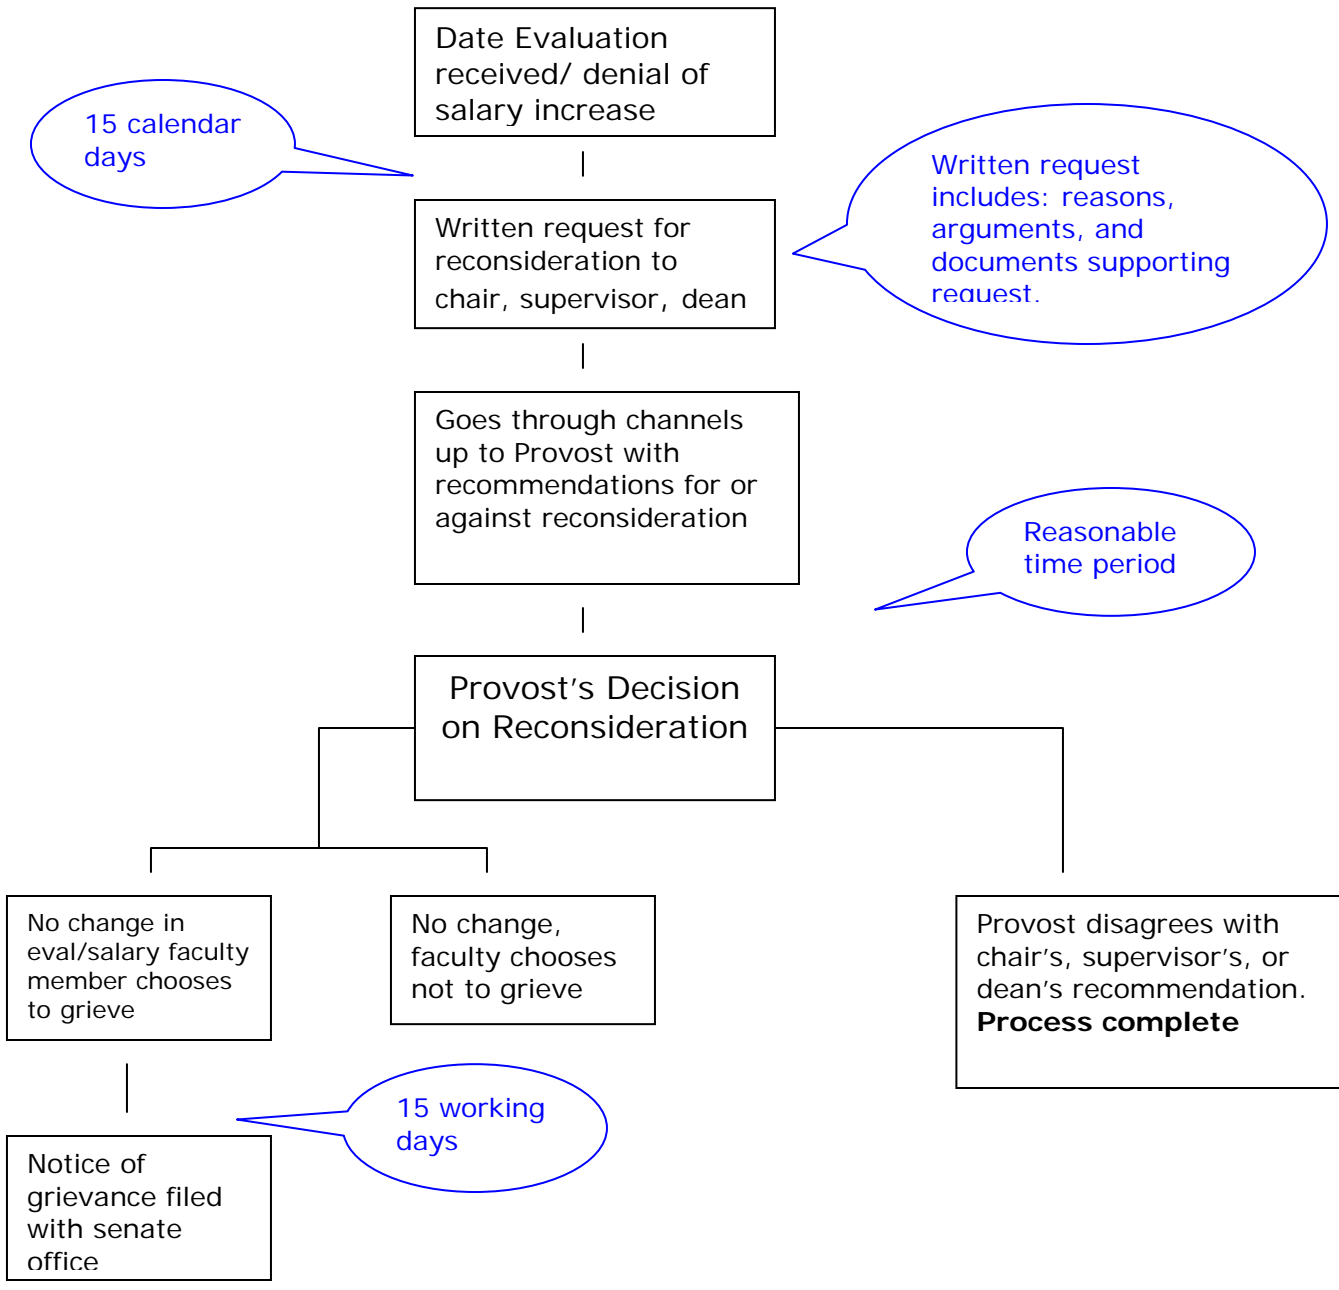 Date Evaluation
received/ denial of
salary increase
15 calendar
days
Written request
includes: reasons,
arguments, and
documents supporting
request.
Written request for
reconsideration to
chair, supervisor, dean
Goes through channels
up to Provost with
recommendations for or
against reconsideration
Reasonable
time period
Provost’s Decision
on Reconsideration
No change in
eval/salary faculty
member chooses
to grieve
No change,
faculty chooses
not to grieve
Provost disagrees with
chair’s, supervisor’s, or
dean’s recommendation.
Process complete
15 working
days
Notice of
grievance filed
with senate
office